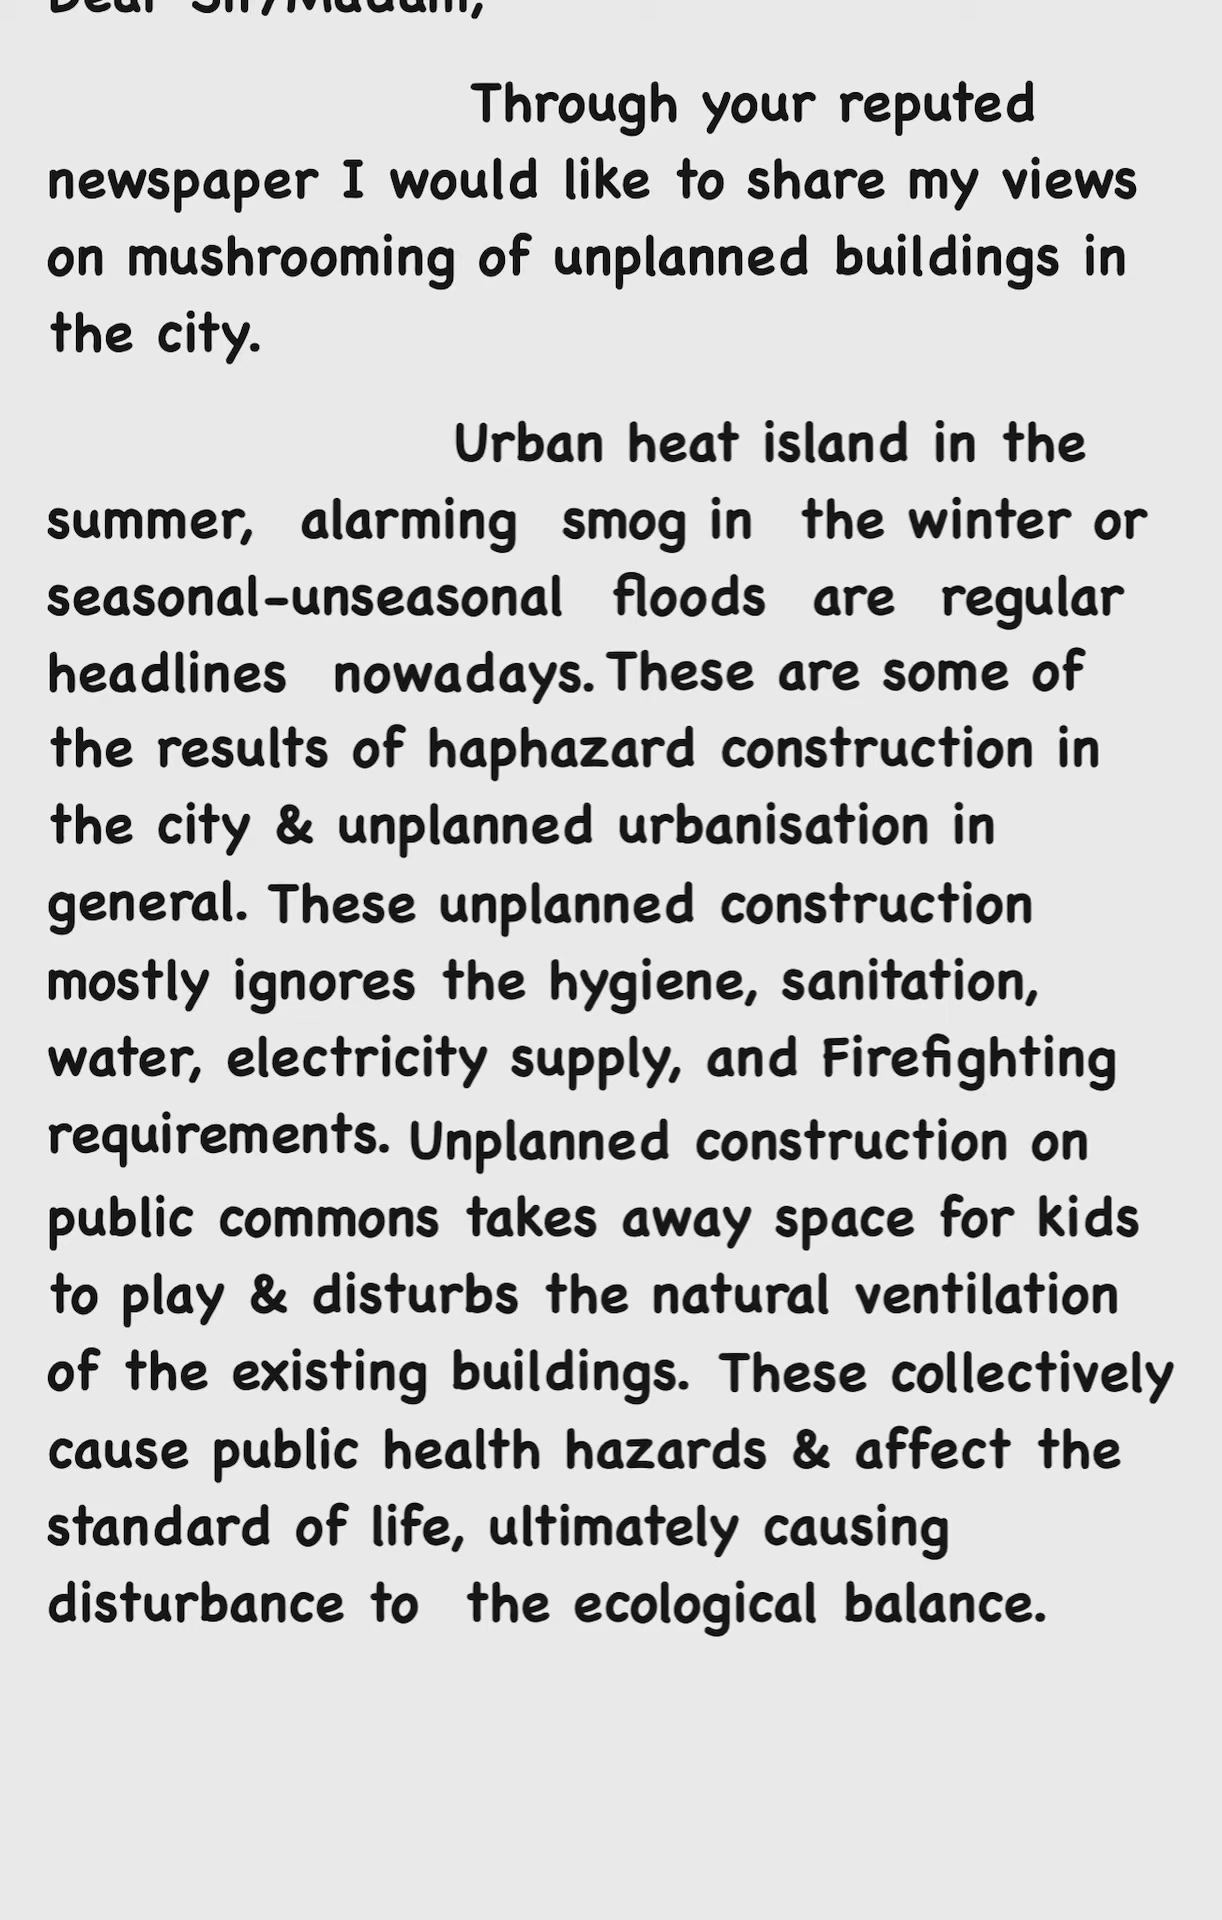 Dear Sir/Madam,
Through your reputed
newspaper I would like to share my views
on mushrooming of unplanned buildings in
the city.
Urban heat island in the
summer, alarming smog in the winter or
seasonal-unseasonal floods are regular
headlines nowadays. These are some of
the results of haphazard construction in
the city & unplanned urbanisation in
general. These unplanned construction
mostly ignores the hygiene, sanitation,
water, electricity supply, and Firefighting
requirements. Unplanned construction on
public commons takes away space for kids
to play & disturbs the natural ventilation
of the existing buildings. These collectively
cause public health hazards & affect the
standard of life, ultimately causing
disturbance to the ecological balance.